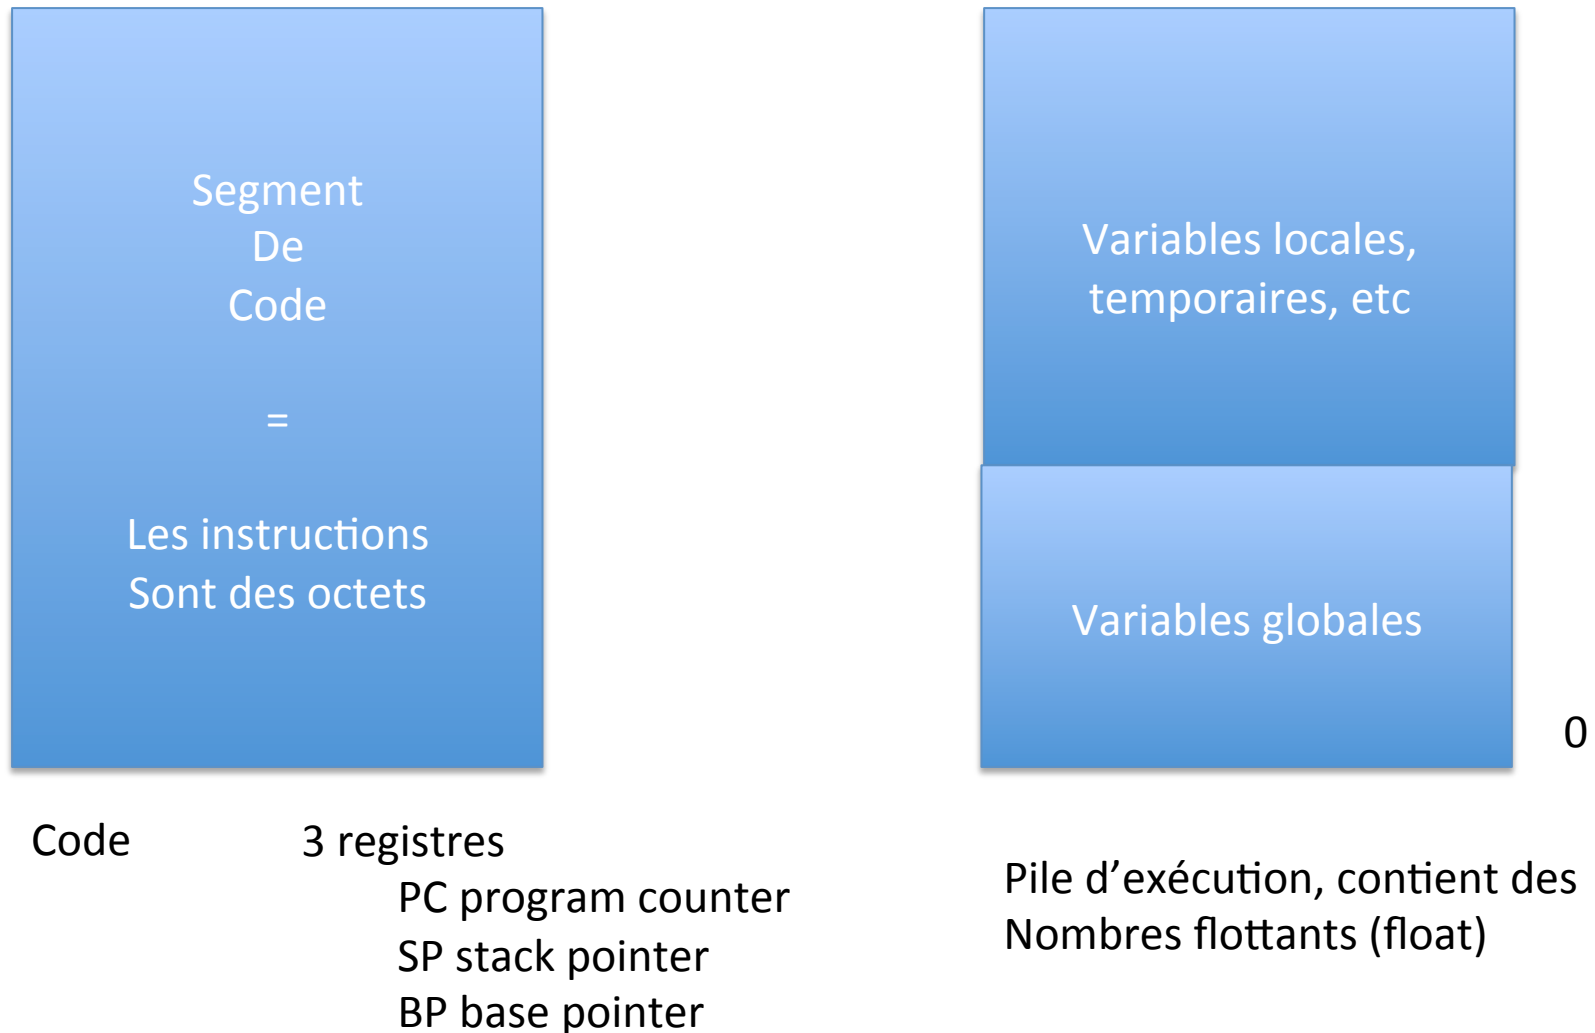 Segment
De
Code
=
Les instructions
Sont des octets
Variables locales,
temporaires, etc
Variables globales
0
Code
3 registres
PC program counter
SP stack pointer
BP base pointer
Pile d’exécution, contient des
Nombres flottants (float)